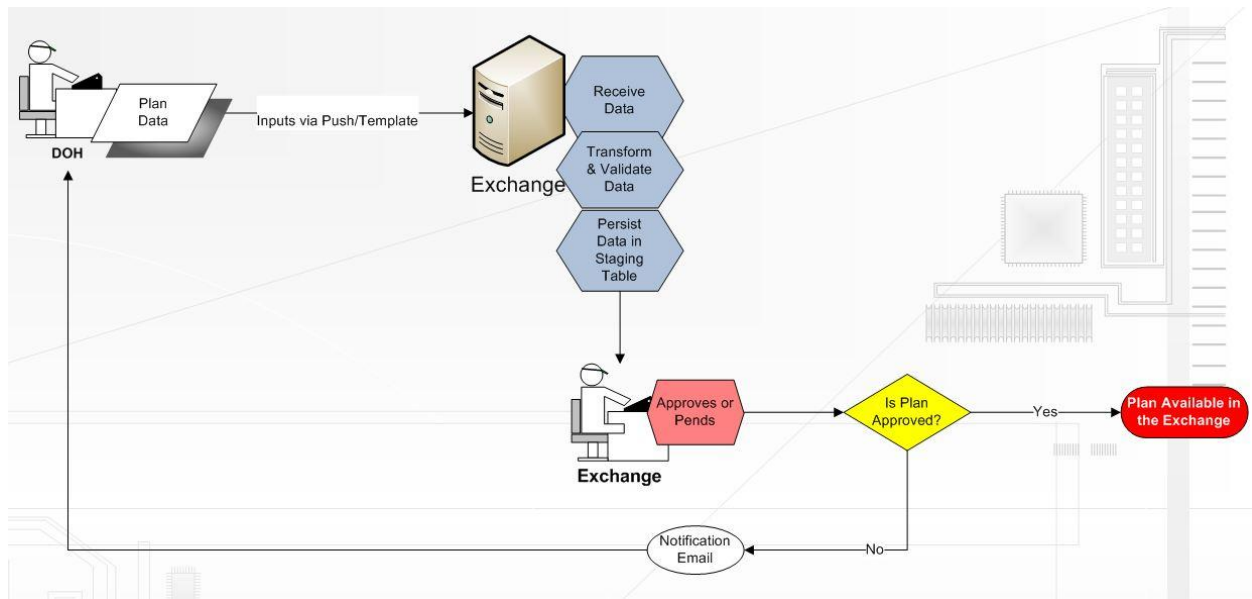 Plan
Data
DOH
Inputs via Push/Template
Exchange
Receive
Data
Transform
& Validate
Data
Persist
Data in
Staging
Table
Exchange
Approves or
Pends
Is Plan
Approved?
Yes
Plan Available in
the Exchange
No
Notification
Email